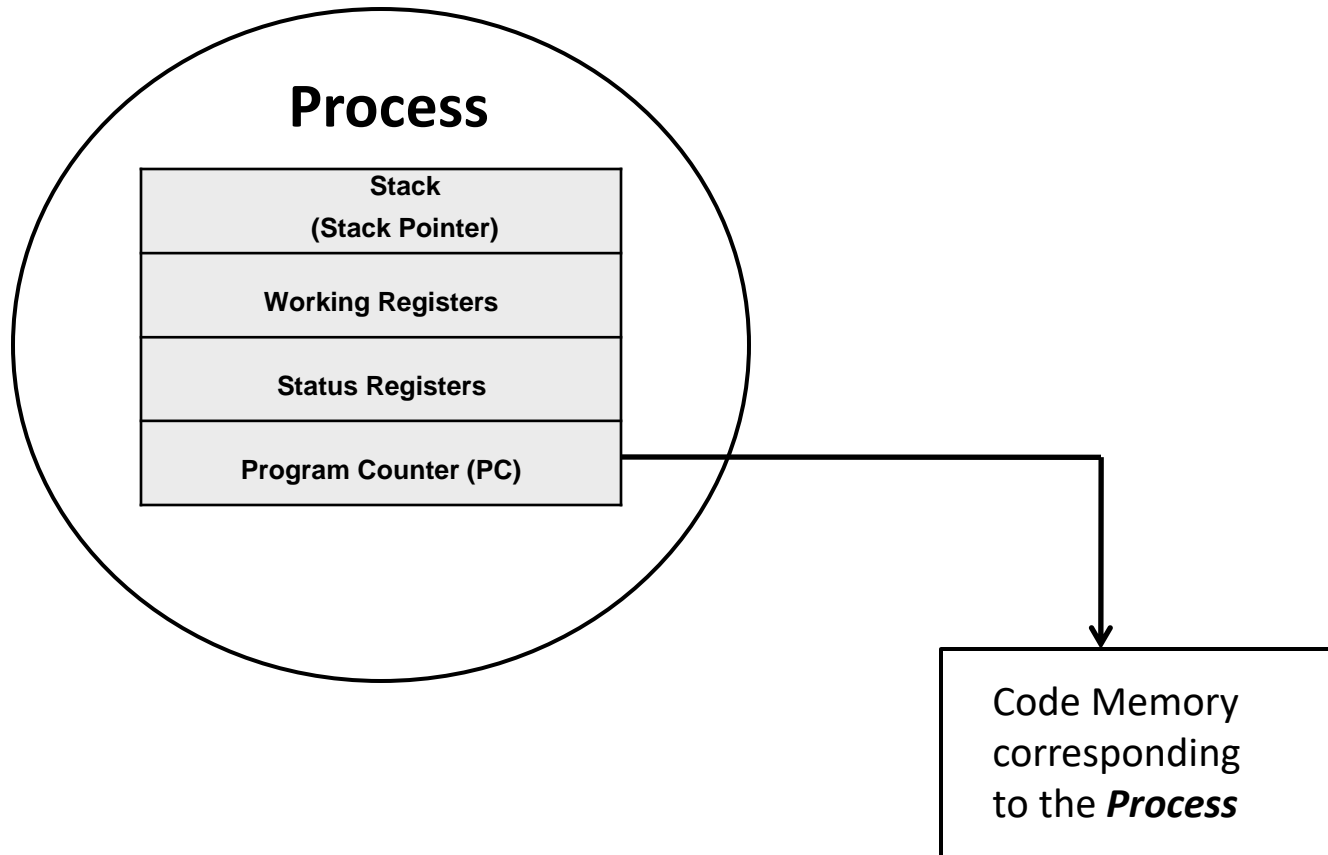 Process
Stack
(Stack Pointer)
Working Registers
Status Registers
Program Counter (PC)
Code Memory
corresponding
to the Process